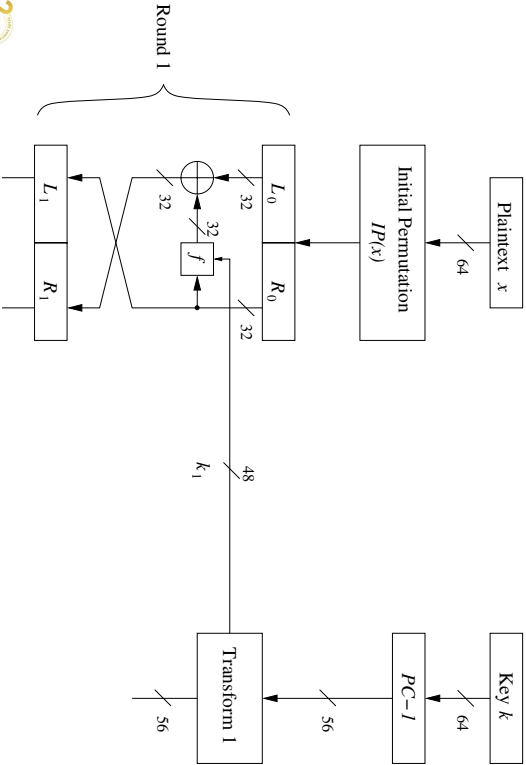 Plaintext x
Key k
64
64
Initial Permutation
IP(x)
PC−1
56
L0
R0
32
32
Transform 1
32
f
48
k1
56
32
Round 1
L1
R1